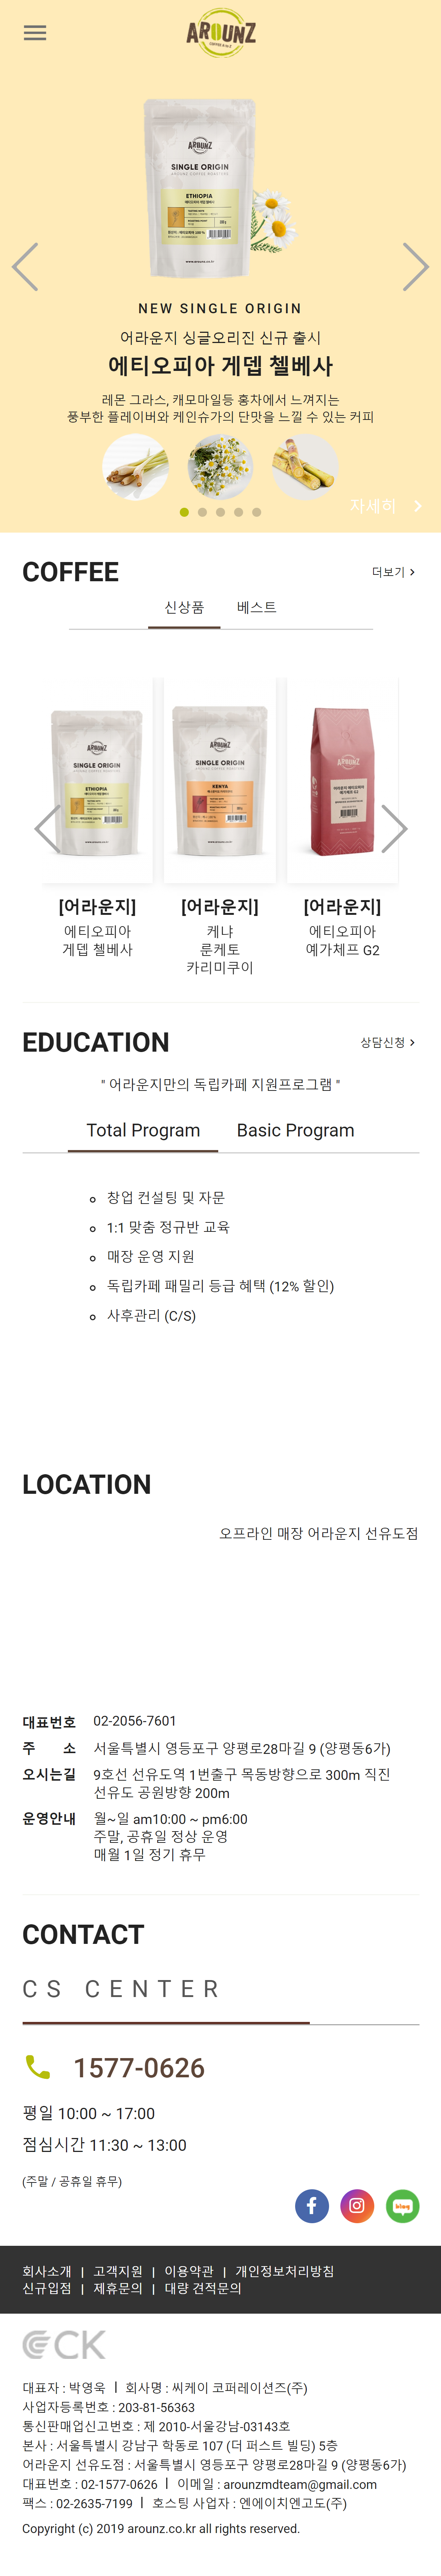 AROUNZ
COFFEE A to Z
AROUNZ
SINGLE ORIGIN
AROUNZ COFFEE ROASTERS
ETHIOPIA
에티오피아 게뎁 첼베사
www.arounz.co.kr
NEW SINGLE ORIGIN
어라운지 싱글오리진 신규 출시
에티오피아 게뎁 첼베사
레몬 그라스, 캐모마일등 홍차에서 느껴지는
풍부한 플레이버와 케인슈가의 단맛을 느낄 수 있는 커피
자세히
COFFEE
더보기
신상품 베스트
AROUNZ
SINGLE ORIGIN
ETHIOPIA
AROUNZ
SINGLE ORIGIN
KENYA
AROUNZ
[어라운지]
에티오피아
게뎁 첼베사
[어라운지]
케냐
룬케토
카리미쿠이
[어라운지]
에티오피아
예가체프 G2
EDUCATION
상담신청
" 어라운지만의 독립카페 지원프로그램 "
Total Program Basic Program
창업 컨설팅 및 자문
1:1 맞춤 정규반 교육
매장 운영 지원
독립카페 패밀리 등급 혜택 (12% 할인)
사후관리 (C/S)
LOCATION
오프라인 매장 어라운지 선유도점
대표번호 02-2056-7601
주 소 서울특별시 영등포구 양평로28마길 9 (양평동6가)
오시는길 9호선 선유도역 1번출구 목동방향으로 300m 직진
선유도 공원방향 200m
운영안내 월~일 am10:00 ~ pm6:00
주말, 공휴일 정상 운영
매월 1일 정기 휴무
CONTACT
CS CENTER
1577-0626
평일 10:00 ~ 17:00
점심시간 11:30 ~ 13:00
(주말 / 공휴일 휴무)
blog
회사소개 | 고객지원 | 이용약관 | 개인정보처리방침
신규입점 | 제휴문의 | 대량 견적문의
CK
대표자 : 박영욱 | 회사명 : 씨케이 코퍼레이션즈(주)
사업자등록번호 : 203-81-56363
통신판매업신고번호 : 제 2010-서울강남-03143호
본사 : 서울특별시 강남구 학동로 107 (더 퍼스트 빌딩) 5층
어라운지 선유도점 : 서울특별시 영등포구 양평로28마길 9 (양평동6가)
대표번호 : 02-1577-0626 | 이메일 : arounzmdteam@gmail.com
팩스 : 02-2635-7199 | 호스팅 사업자 : 엔에이치엔고도(주)
Copyright (c) 2019 arounz.co.kr all rights reserved.